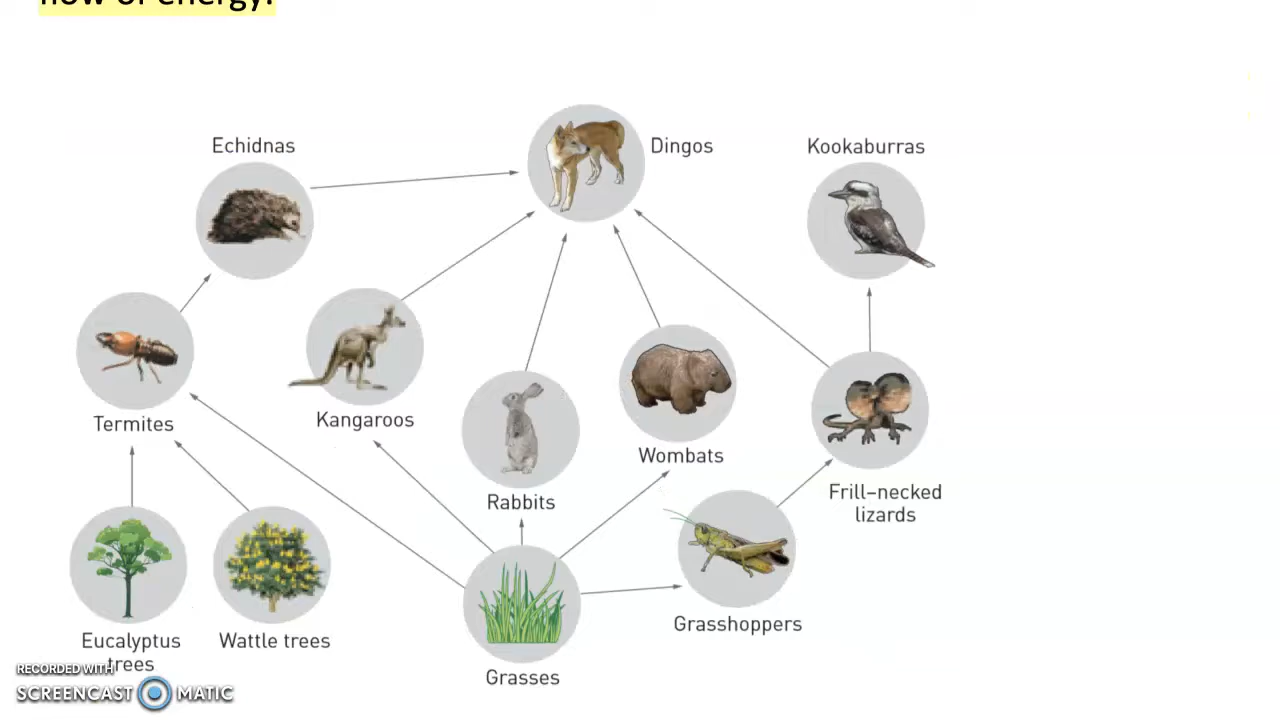 flow of energy.
Echidnas
Dingos
Kookaburras
Termites
Kangaroos
Wombats
Rabbits
Frill–necked
lizards
Grasshoppers
Eucalyptus
trees
Wattle trees
Grasses
RECORDED WITH
SCREENCAST MATIC